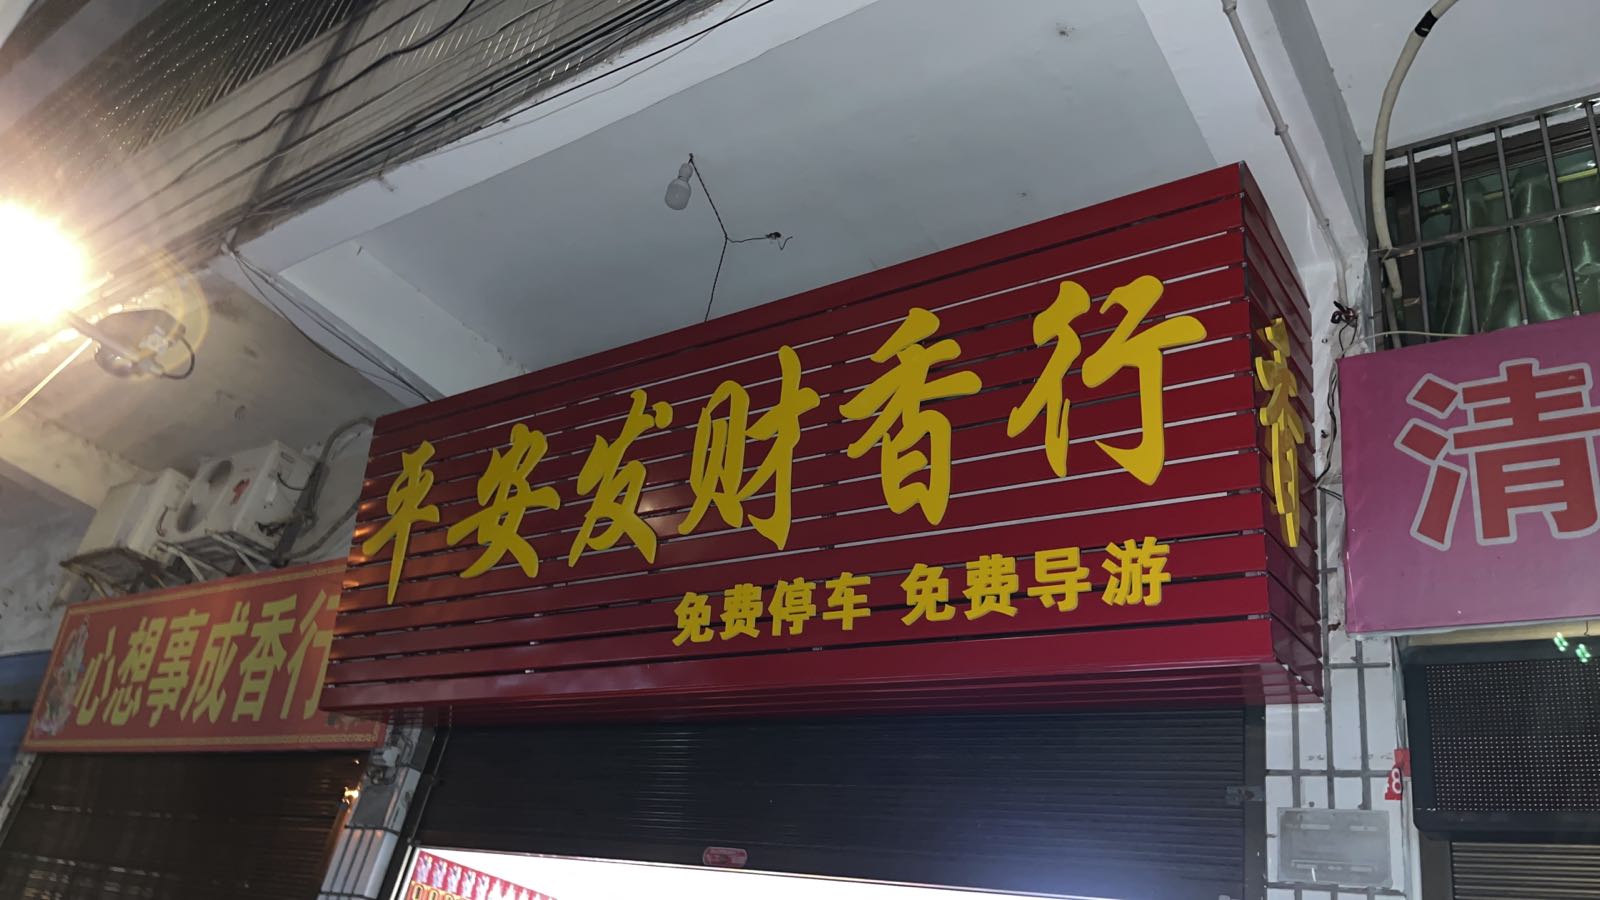 平安发财香行
免费停车 免费导游
香
心想事成香行
清